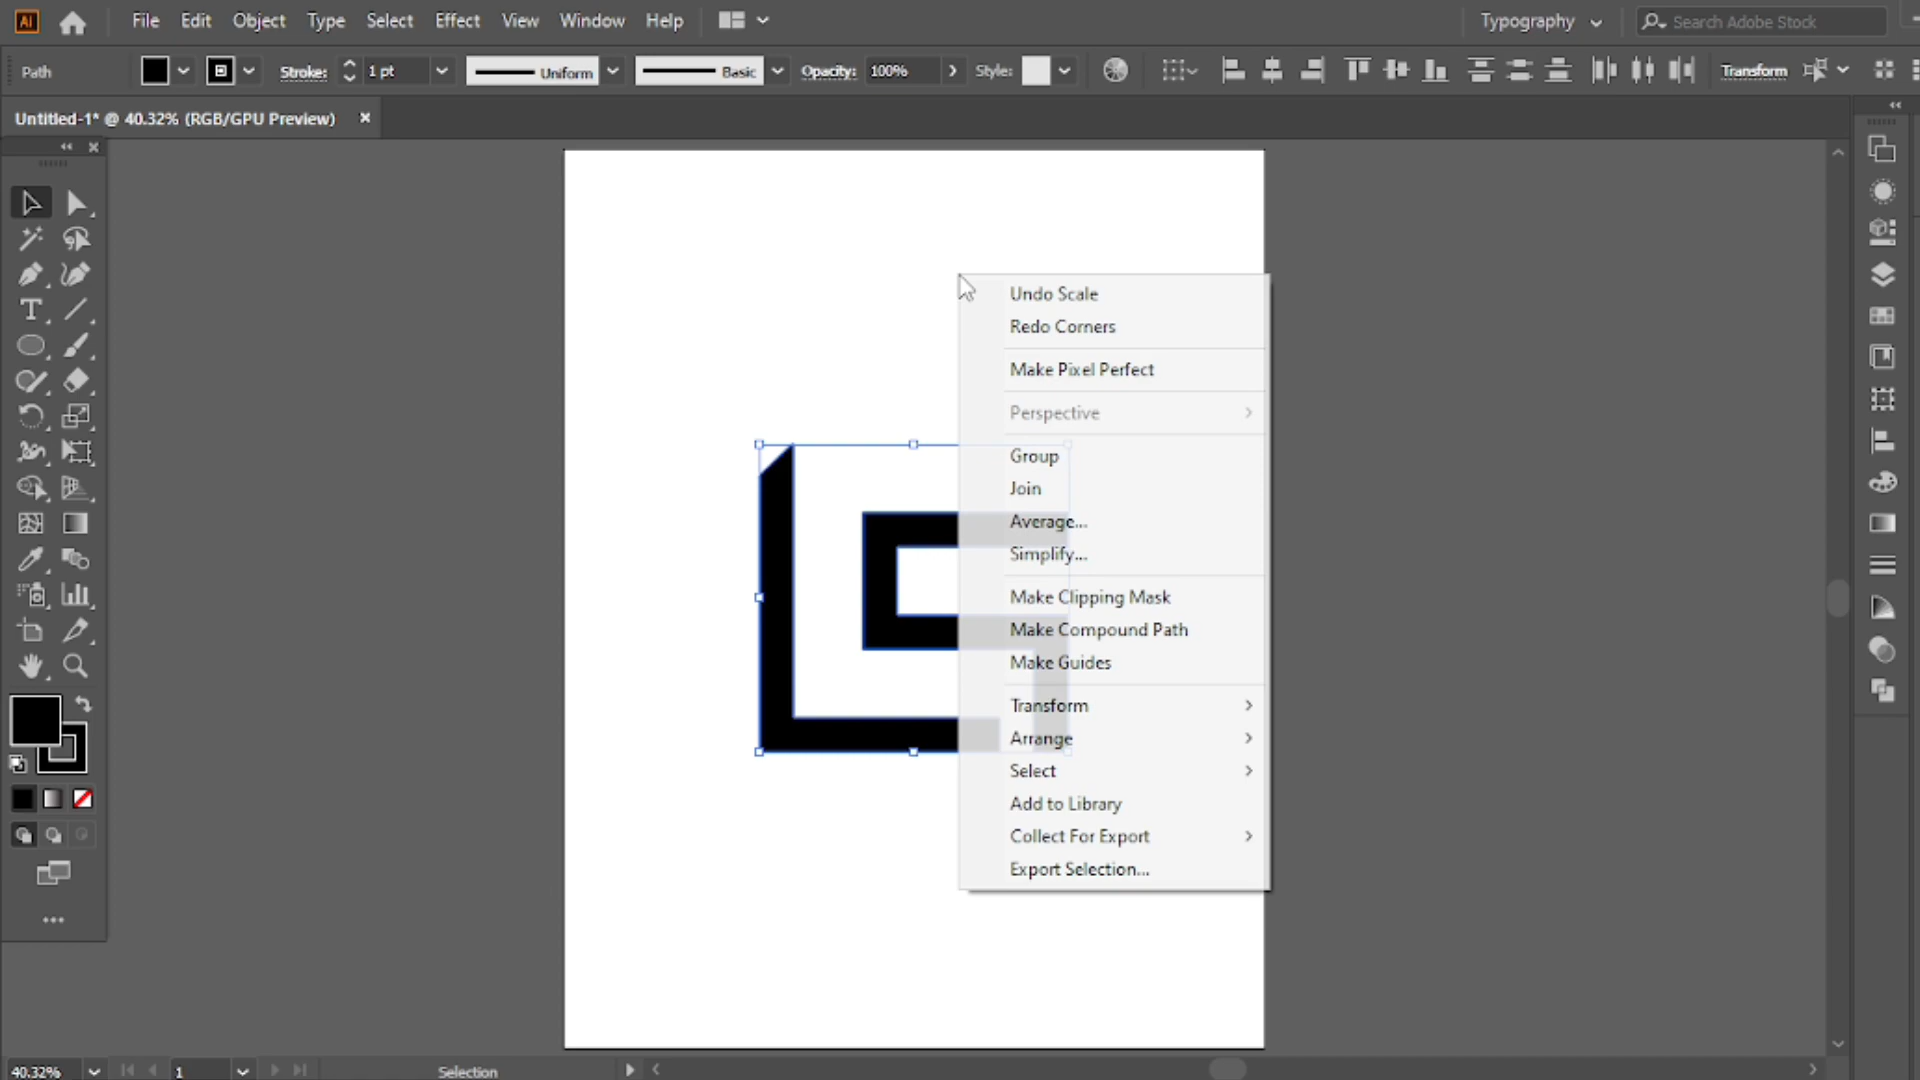 Ai File Edit Object Type Select Effect View Window Help Typography Search Adobe Stock
Path Stroke: 1 pt Uniform Basic Opacity: 100% Style: Transform
Untitled-1* @ 40.32% (RGB/GPU Preview)
Undo Scale
Redo Corners
Make Pixel Perfect
Perspective
Group
Join
Average...
Simplify...
Make Clipping Mask
Make Compound Path
Make Guides
Transform
Arrange
Select
Add to Library
Collect For Export
Export Selection...
40.32% 1 Selection